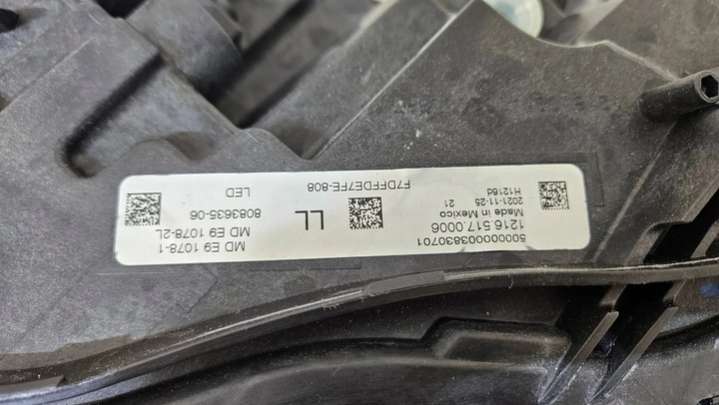 5000000003830701
1216.517.0006
Made in Mexico
2021-11-25 21
H1216d
LL
F7DFFDE7FE-808
MD E9 1078-1
MD E9 1078-2L
8083635-06
LED